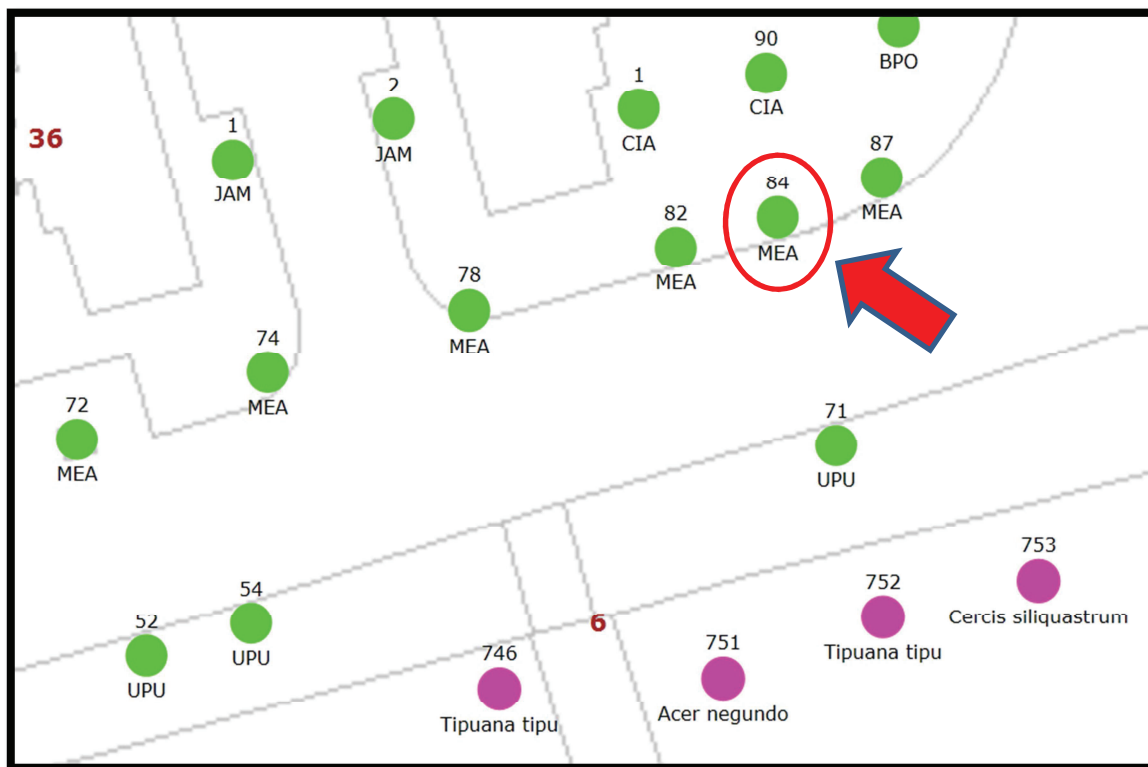 90
BPO
CIA
1
CIA
2
JAM
1
JAM
36
87
MEA
84
MEA
82
MEA
78
MEA
74
MEA
72
MEA
71
UPU
54
UPU
52
UPU
6
753
Cercis siliquastrum
752
Tipuana tipu
751
Acer negundo
746
Tipuana tipu